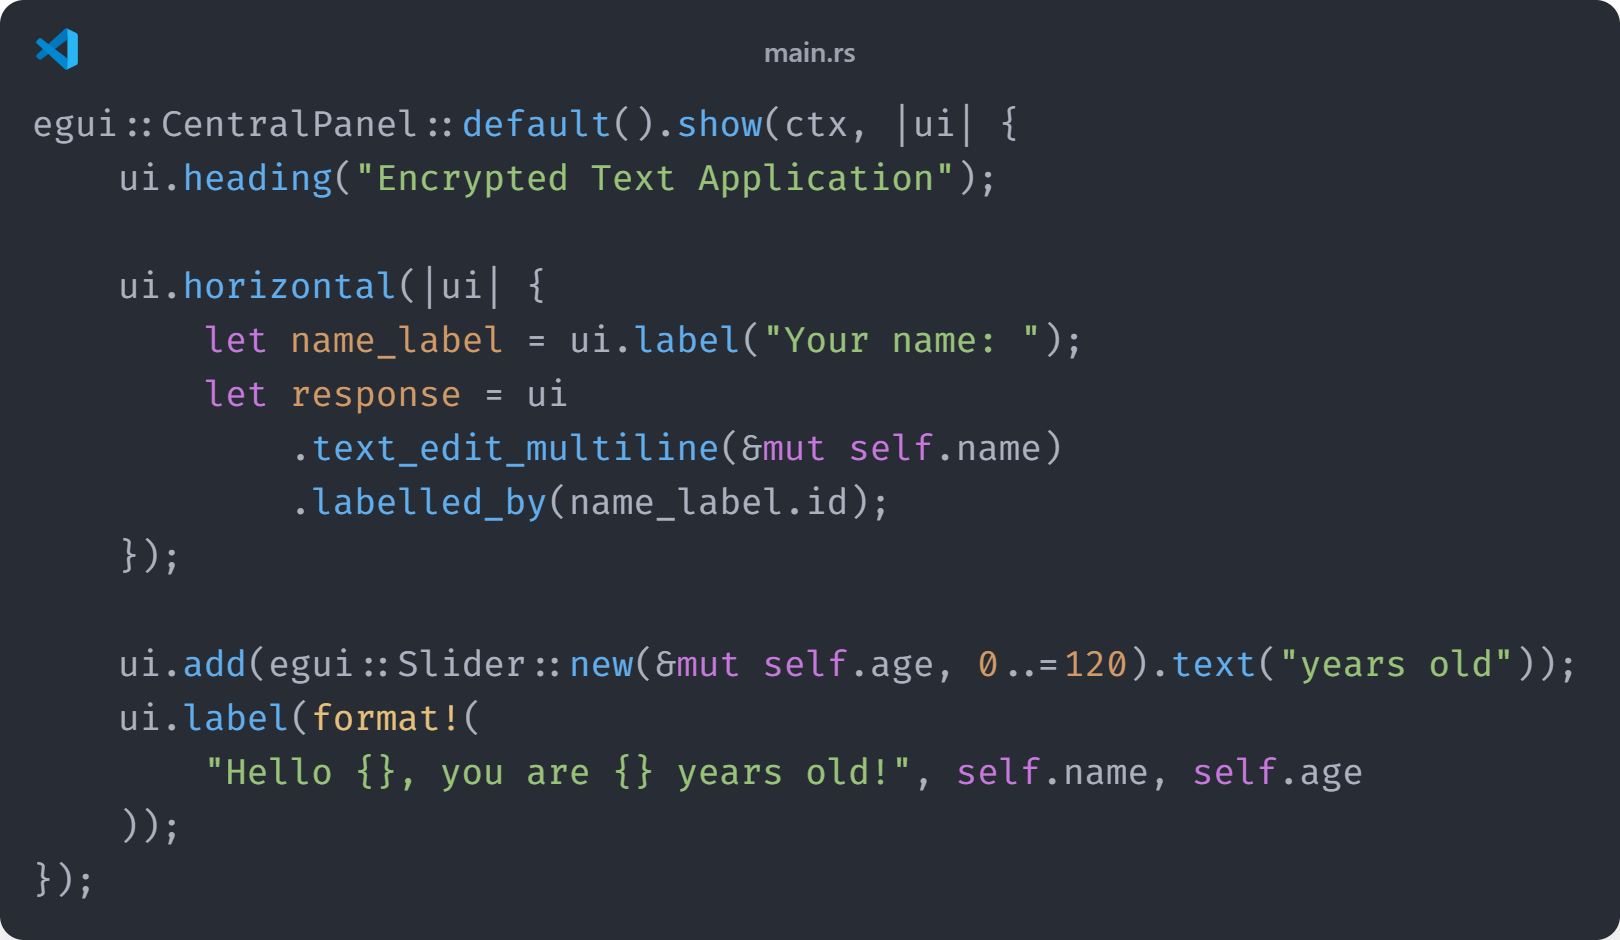 main.rs
egui::CentralPanel::default().show(ctx, |ui| {
    ui.heading("Encrypted Text Application");

    ui.horizontal(|ui| {
        let name_label = ui.label("Your name: ");
        let response = ui
            .text_edit_multiline(&mut self.name)
            .labelled_by(name_label.id);
    });

    ui.add(egui::Slider::new(&mut self.age, 0..=120).text("years old"));
    ui.label(format!(
        "Hello {}, you are {} years old!", self.name, self.age
    ));
});